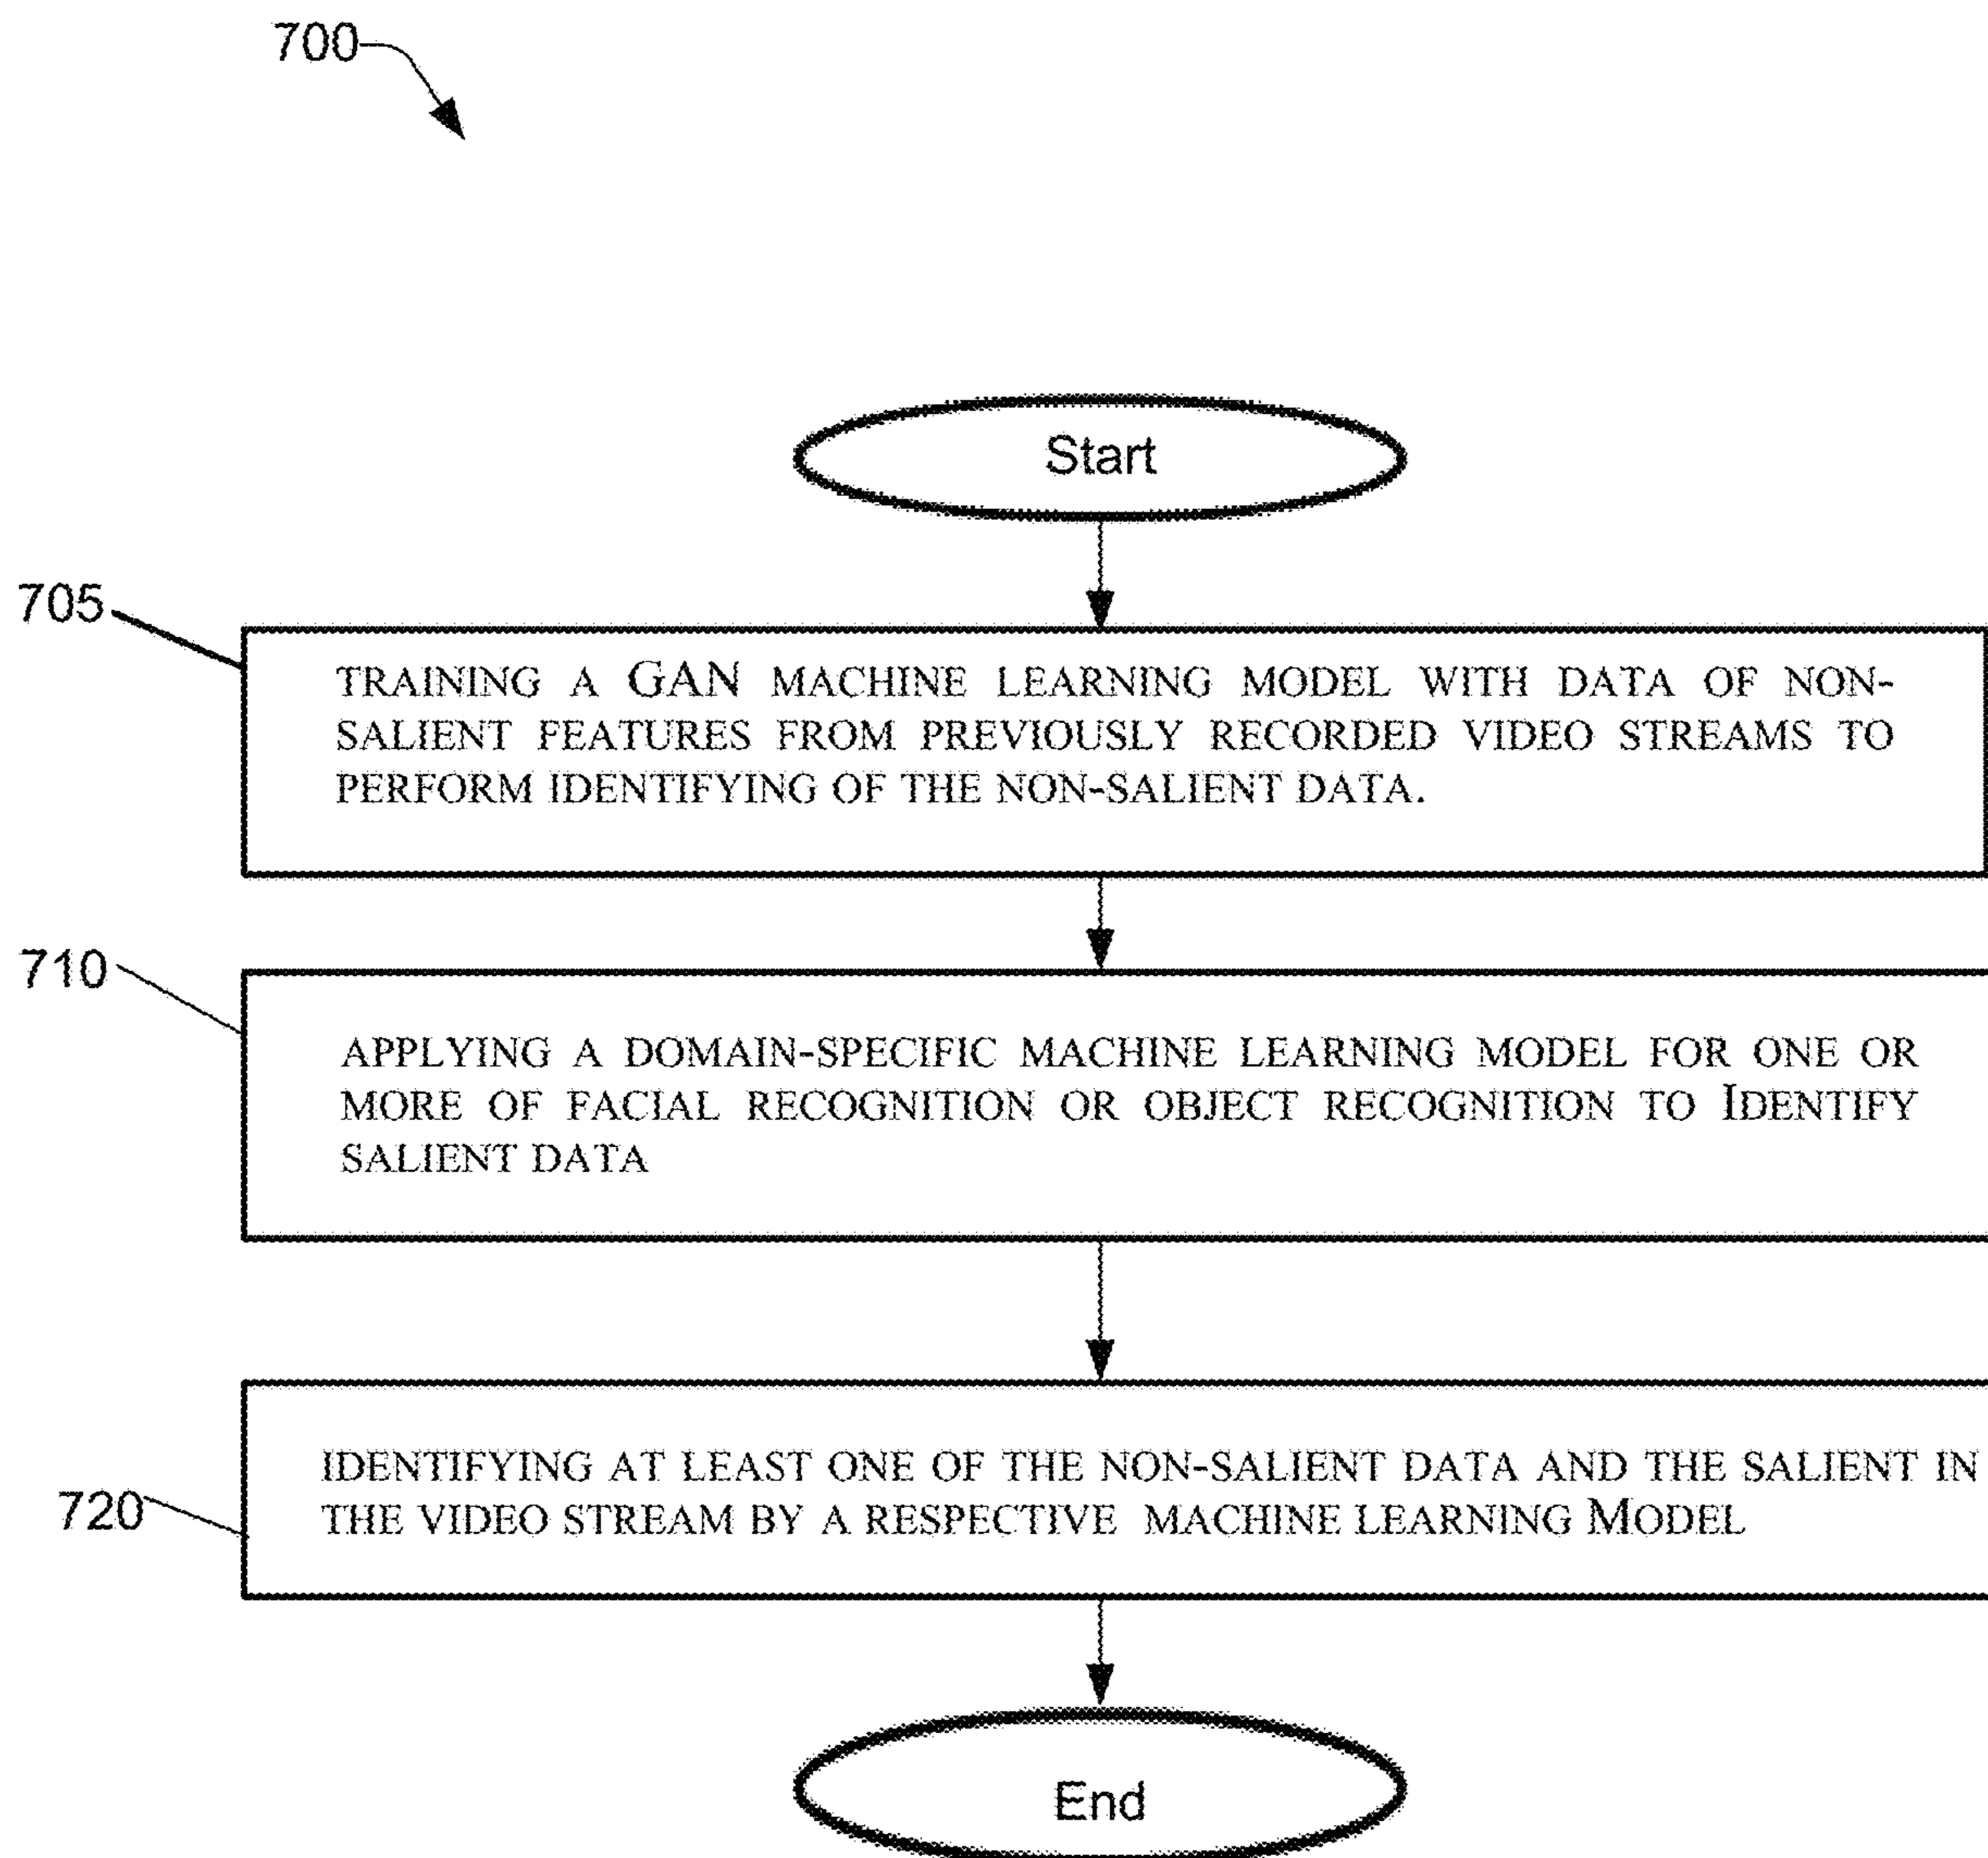 700
Start
705
TRAINING A GAN MACHINE LEARNING MODEL WITH DATA OF NON-
SALIENT FEATURES FROM PREVIOUSLY RECORDED VIDEO STREAMS TO
PERFORM IDENTIFYING OF THE NON-SALIENT DATA.
710
APPLYING A DOMAIN-SPECIFIC MACHINE LEARNING MODEL FOR ONE OR
MORE OF FACIAL RECOGNITION OR OBJECT RECOGNITION TO IDENTIFY
SALIENT DATA
720
IDENTIFYING AT LEAST ONE OF THE NON-SALIENT DATA AND THE SALIENT IN
THE VIDEO STREAM BY A RESPECTIVE MACHINE LEARNING MODEL
End